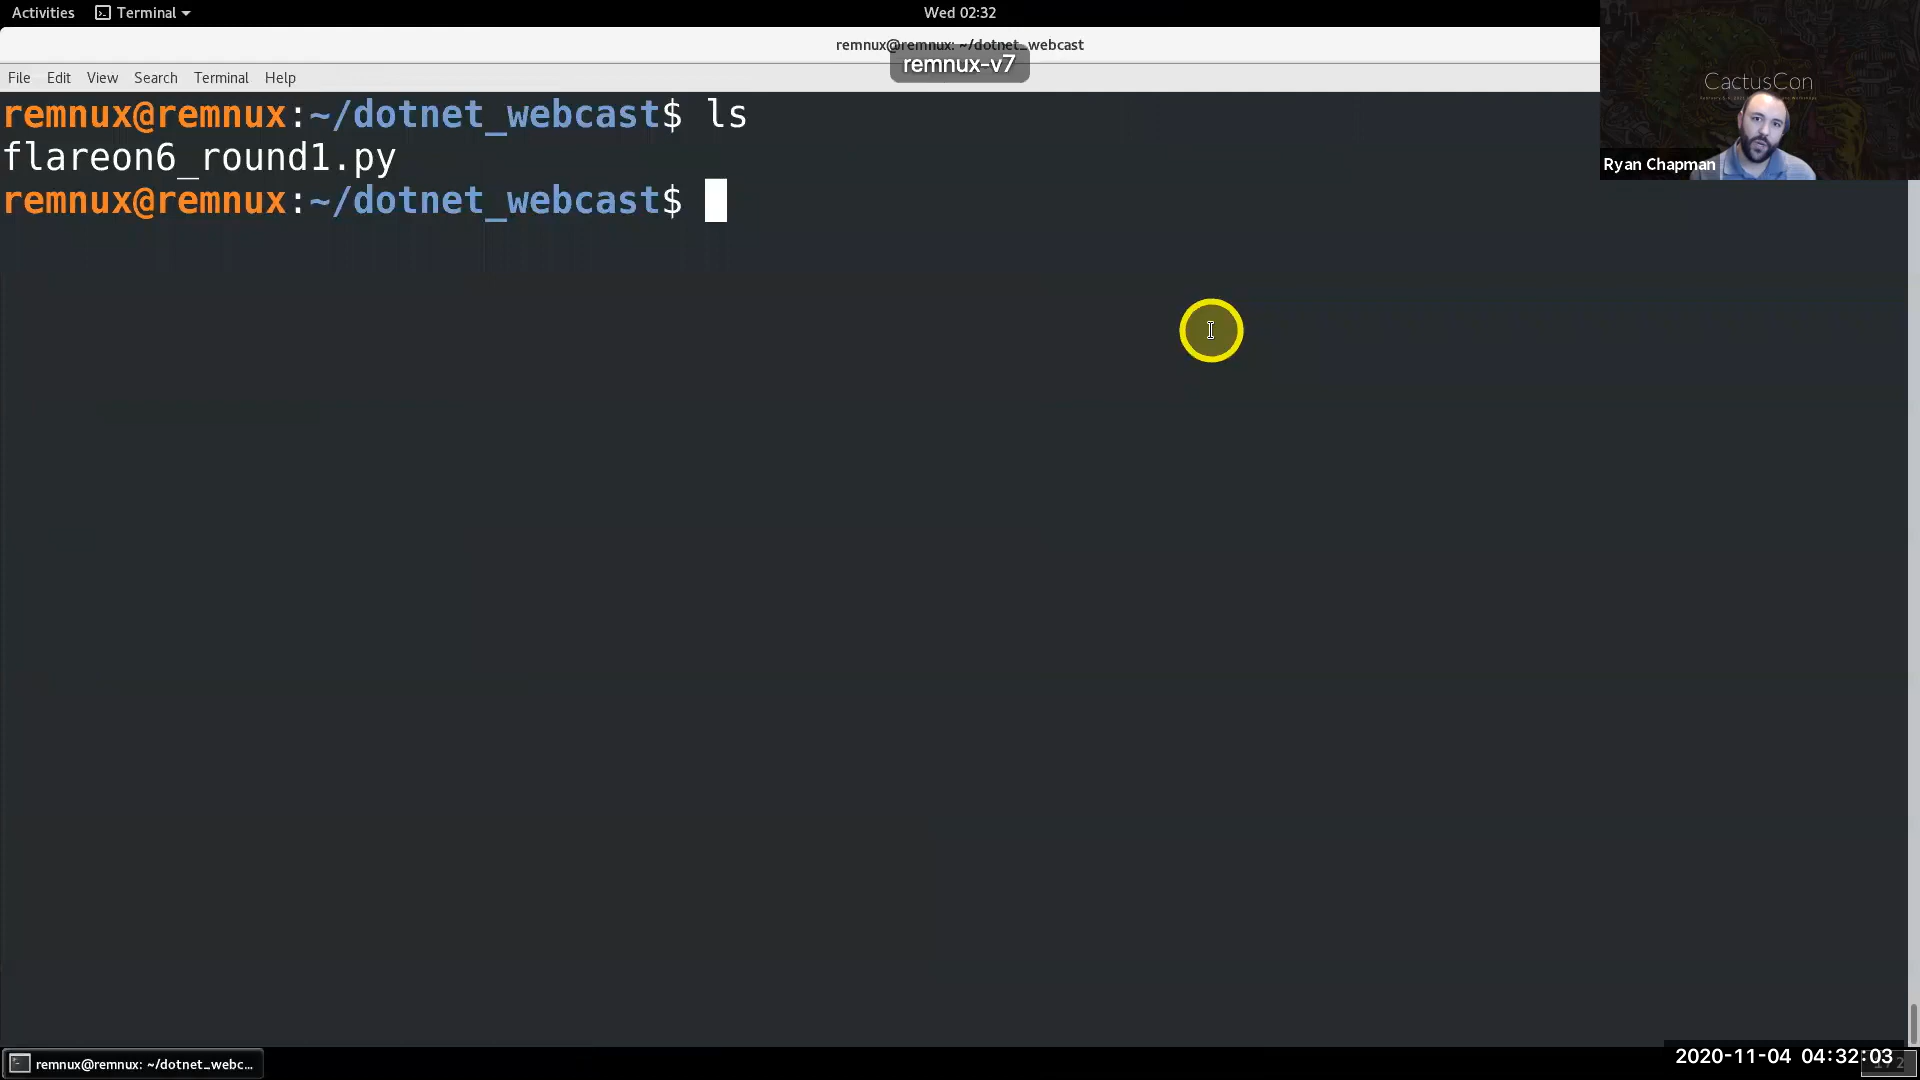 Activities Terminal Wed 02:32
remnux@remnux: ~/dotnet_webcast
remnux-v7
File Edit View Search Terminal Help
CactusCon
Ryan Chapman
remnux@remnux:~/dotnet_webcast$ ls
flareon6_round1.py
remnux@remnux:~/dotnet_webcast$
remnux@remnux: ~/dotnet_webc...
2020-11-04 04:32:03